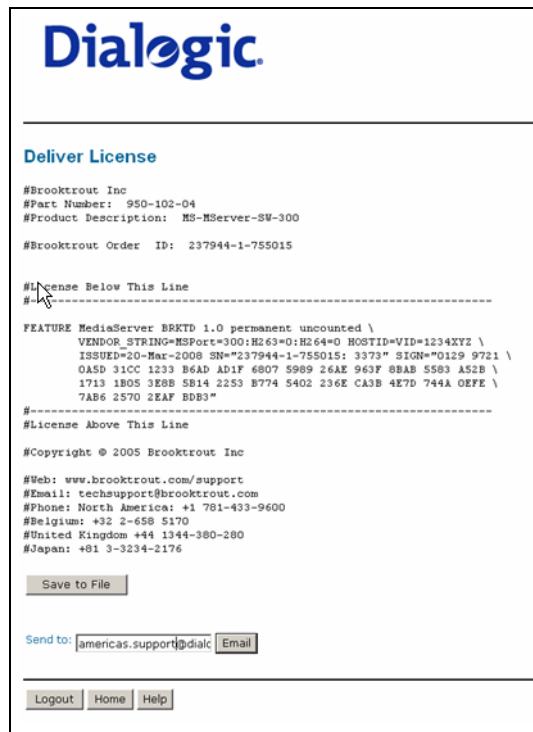 Dialogic.
Deliver License
#Brooktrout Inc
#Part Number:  950-102-04
#Product Description:  MS-MServer-SW-300
#Brooktrout Order  ID:  237944-1-755015
#License Below This Line
#-------------------------------------------------------------------
FEATURE MediaServer BRKTD 1.0 permanent uncounted \
VENDOR_STRING=MSPort=300:H263=0:H264=0 HOSTID=VID=1234XYZ \
ISSUED=20-Mar-2008 SN="237944-1-755015: 3373" SIGN="0129 9721 \
0A5D 31CC 1233 B6AD AD1F 6807 5989 26AE 963F 8BAB 5583 A52B \
1713 1B05 3E8B 5B14 2253 B774 5402 236E CA3B 4E7D 744A 0EFE \
7AB6 2570 2EAF BDB3"
#-------------------------------------------------------------------
#License Above This Line
#Copyright © 2005 Brooktrout Inc
#Web: www.brooktrout.com/support
#Email: techsupport@brooktrout.com
#Phone: North America: +1 781-433-9600
#Belgium: +32 2-658 5170
#United Kingdom +44 1344-380-280
#Japan: +81 3-3234-2176
Save to File
Send to: americas.support@dialc Email
Logout Home Help